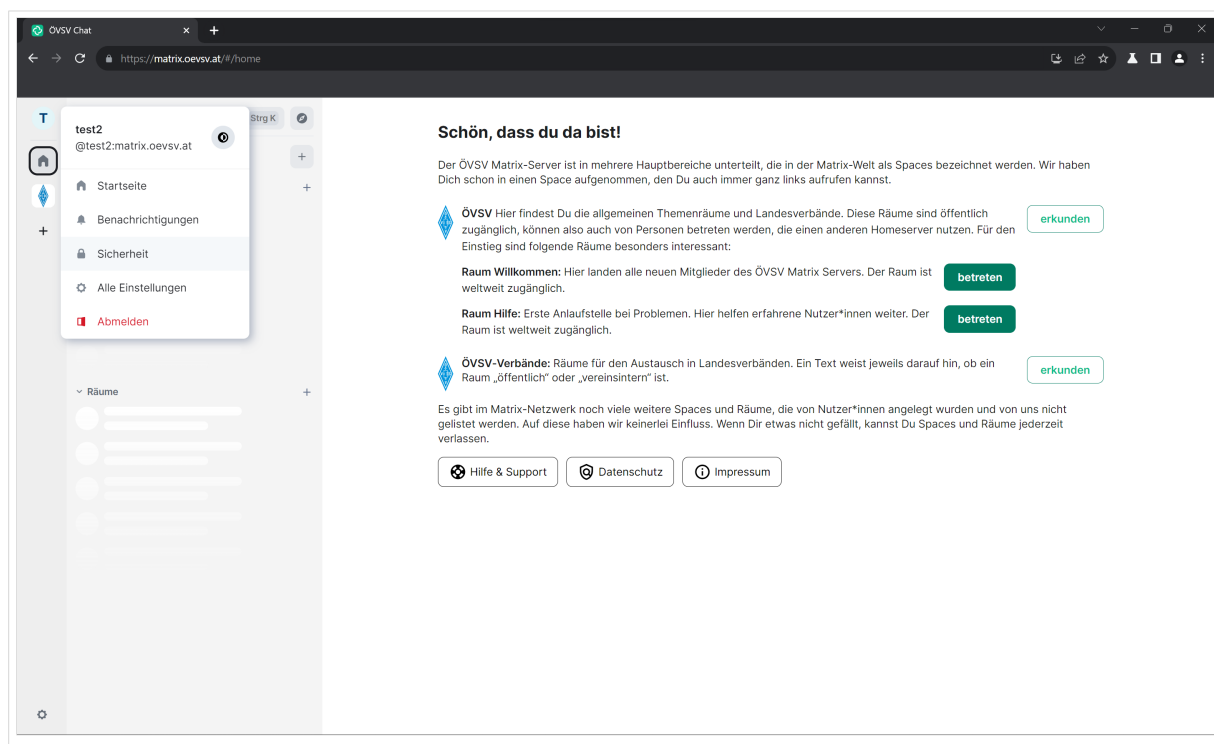 ÖVSV Chat
https://matrix.oevsv.at/#/home
T
Strg K
test2
@test2:matrix.oevsv.at
Startseite
Benachrichtigungen
Sicherheit
Alle Einstellungen
Abmelden
Räume
Schön, dass du da bist!
Der ÖVSV Matrix-Server ist in mehrere Hauptbereiche unterteilt, die in der Matrix-Welt als Spaces bezeichnet werden. Wir haben
Dich schon in einen Space aufgenommen, den Du auch immer ganz links aufrufen kannst.
ÖVSV Hier findest Du die allgemeinen Themenräume und Landesverbände. Diese Räume sind öffentlich
zugänglich, können also auch von Personen betreten werden, die einen anderen Homeserver nutzen. Für den
Einstieg sind folgende Räume besonders interessant:
erkunden
Raum Willkommen: Hier landen alle neuen Mitglieder des ÖVSV Matrix Servers. Der Raum ist
weltweit zugänglich.
betreten
Raum Hilfe: Erste Anlaufstelle bei Problemen. Hier helfen erfahrene Nutzer*innen weiter. Der
Raum ist weltweit zugänglich.
betreten
ÖVSV-Verbände: Räume für den Austausch in Landesverbänden. Ein Text weist jeweils darauf hin, ob ein
Raum „öffentlich“ oder „vereinsintern“ ist.
erkunden
Es gibt im Matrix-Netzwerk noch viele weitere Spaces und Räume, die von Nutzer*innen angelegt wurden und von uns nicht
gelistet werden. Auf diese haben wir keinerlei Einfluss. Wenn Dir etwas nicht gefällt, kannst Du Spaces und Räume jederzeit
verlassen.
Hilfe & Support
Datenschutz
Impressum